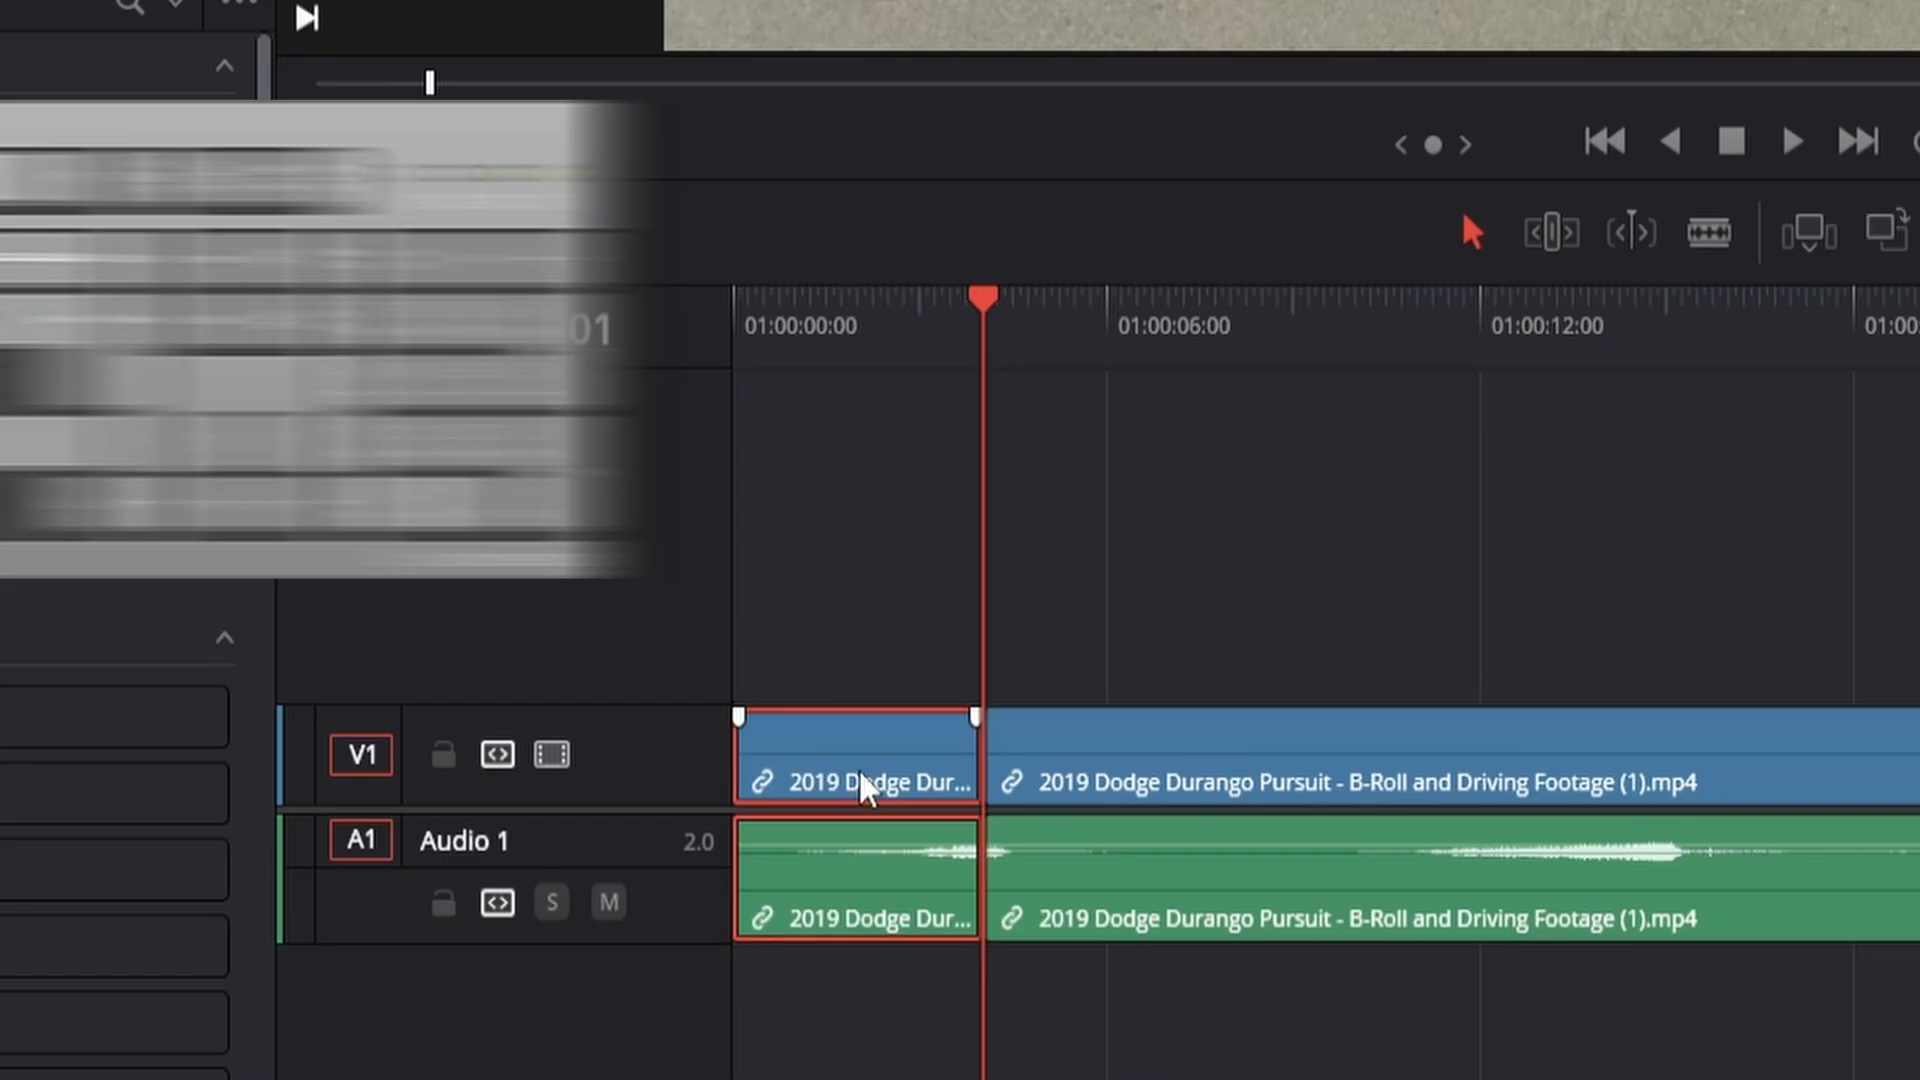 01
01:00:00:00
01:00:06:00
01:00:12:00
01:00
V1
2019 Dodge Dur...
2019 Dodge Durango Pursuit - B-Roll and Driving Footage (1).mp4
A1
Audio 1
2.0
S
M
2019 Dodge Dur...
2019 Dodge Durango Pursuit - B-Roll and Driving Footage (1).mp4